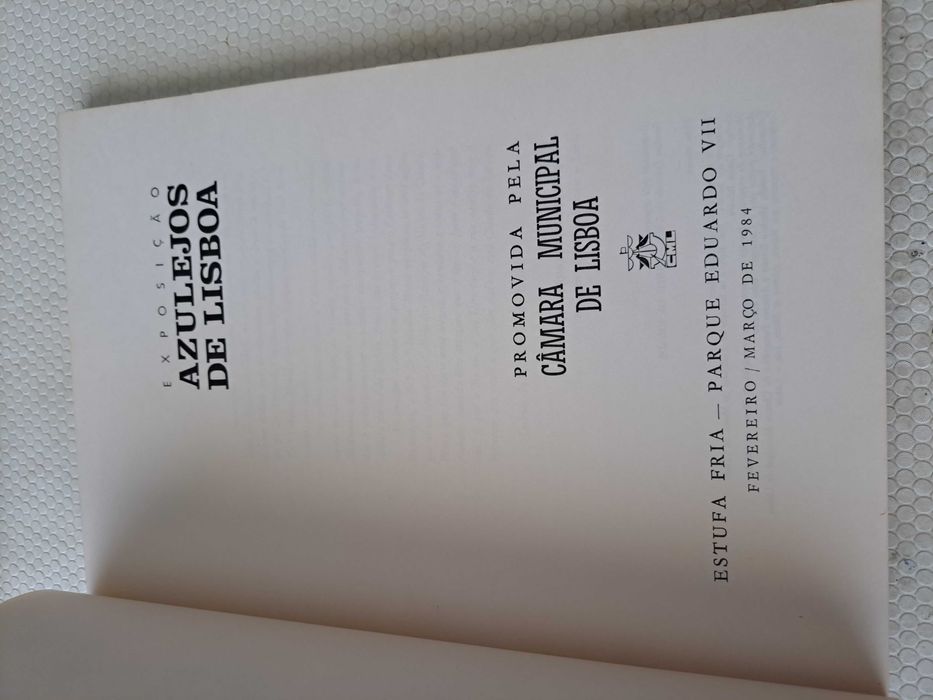 EXPOSIÇÃO
AZULEJOS
DE LISBOA
PROMOVIDA PELA
CÂMARA MUNICIPAL
DE LISBOA
C.M.L.
ESTUFA FRIA — PARQUE EDUARDO VII
FEVEREIRO / MARÇO DE 1984